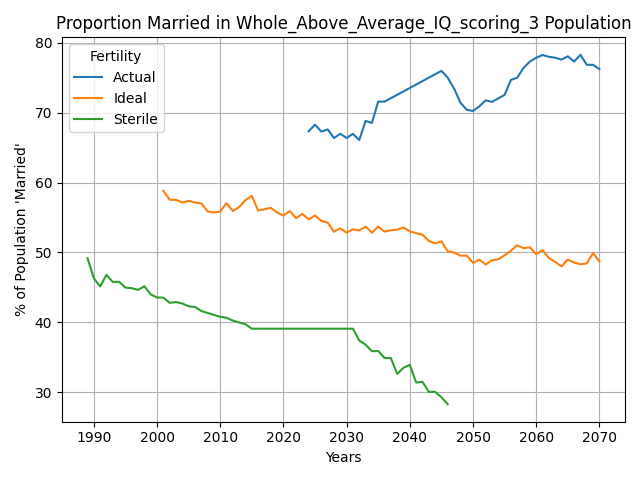 Proportion Married in Whole_Above_Average_IQ_scoring_3 Population
% of Population 'Married'
80
70
60
50
40
30
Fertility
Actual
Ideal
Sterile
1990 2000 2010 2020 2030 2040 2050 2060 2070
Years